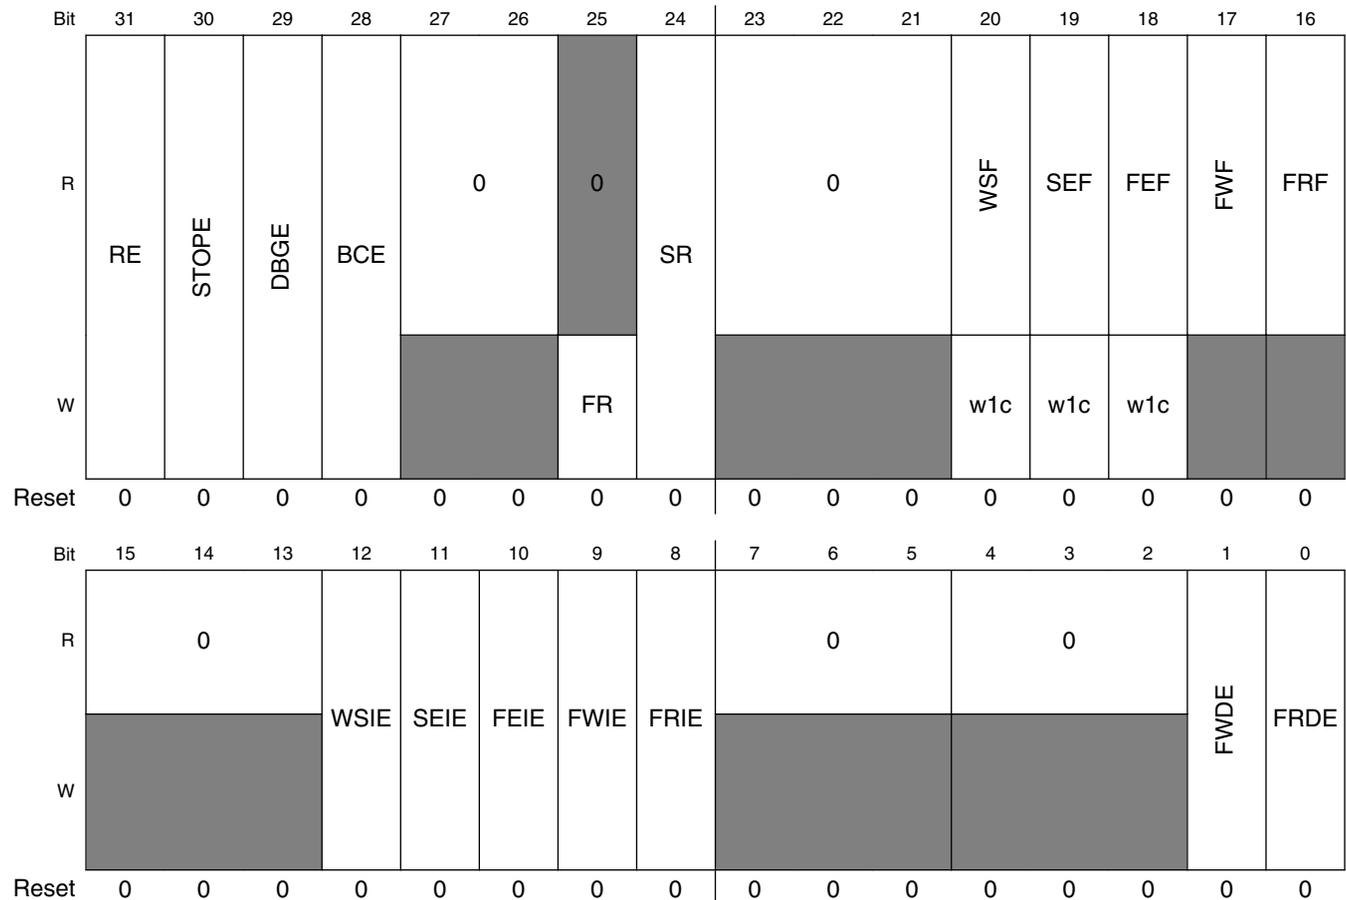 Bit 31 30 29 28 27 26 25 24 23 22 21 20 19 18 17 16
R 0 0 0 WSF SEF FEF FWF FRF
RE STOPE DBGE BCE SR
W FR w1c w1c w1c
Reset 0 0 0 0 0 0 0 0 0 0 0 0 0 0 0 0
Bit 15 14 13 12 11 10 9 8 7 6 5 4 3 2 1 0
R 0 0 0
WSIE SEIE FEIE FWIE FRIE FWDE FRDE
W
Reset 0 0 0 0 0 0 0 0 0 0 0 0 0 0 0 0